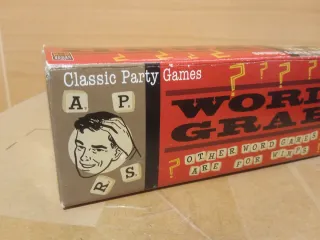 Classic Party Games
A. P.
R S.
? ? ? ?
WORD
GRAB
? OTHER WORD GAMES
ARE FOR WIMPS